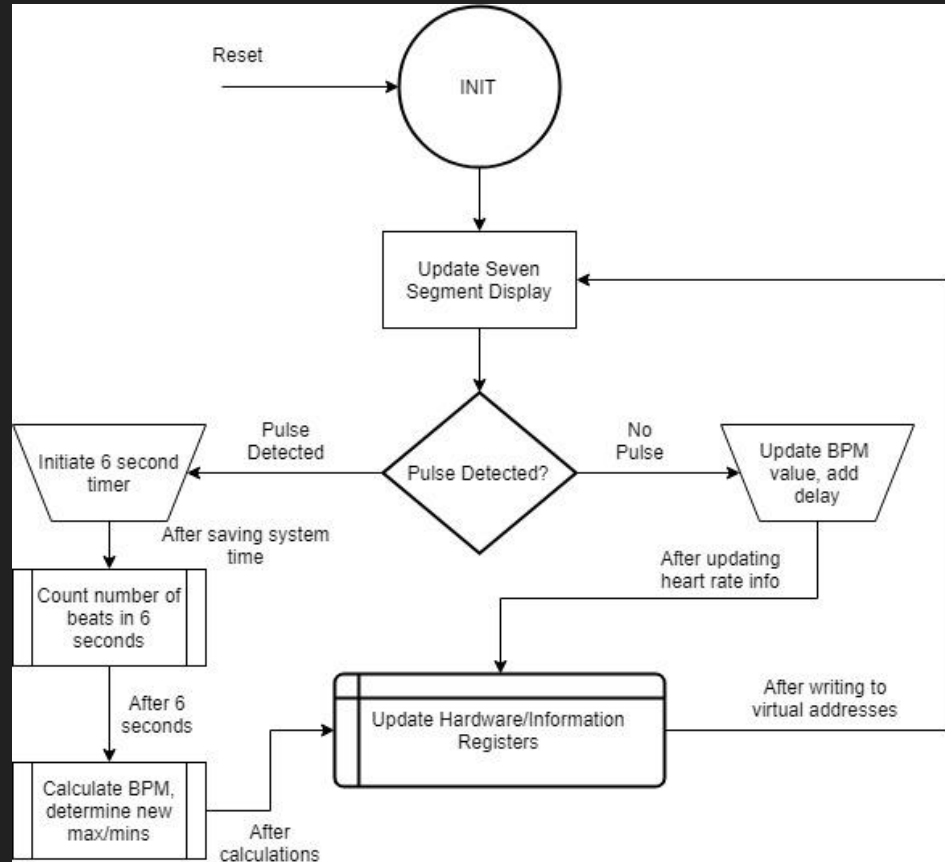 Reset
INIT
Update Seven
Segment Display
Pulse
Detected
No
Pulse
Initiate 6 second
timer
Pulse Detected?
Update BPM
value, add
delay
After saving system
time
After updating
heart rate info
Count number of
beats in 6
seconds
After 6
seconds
Update Hardware/Information
Registers
After writing to
virtual addresses
Calculate BPM,
determine new
max/mins
After
calculations